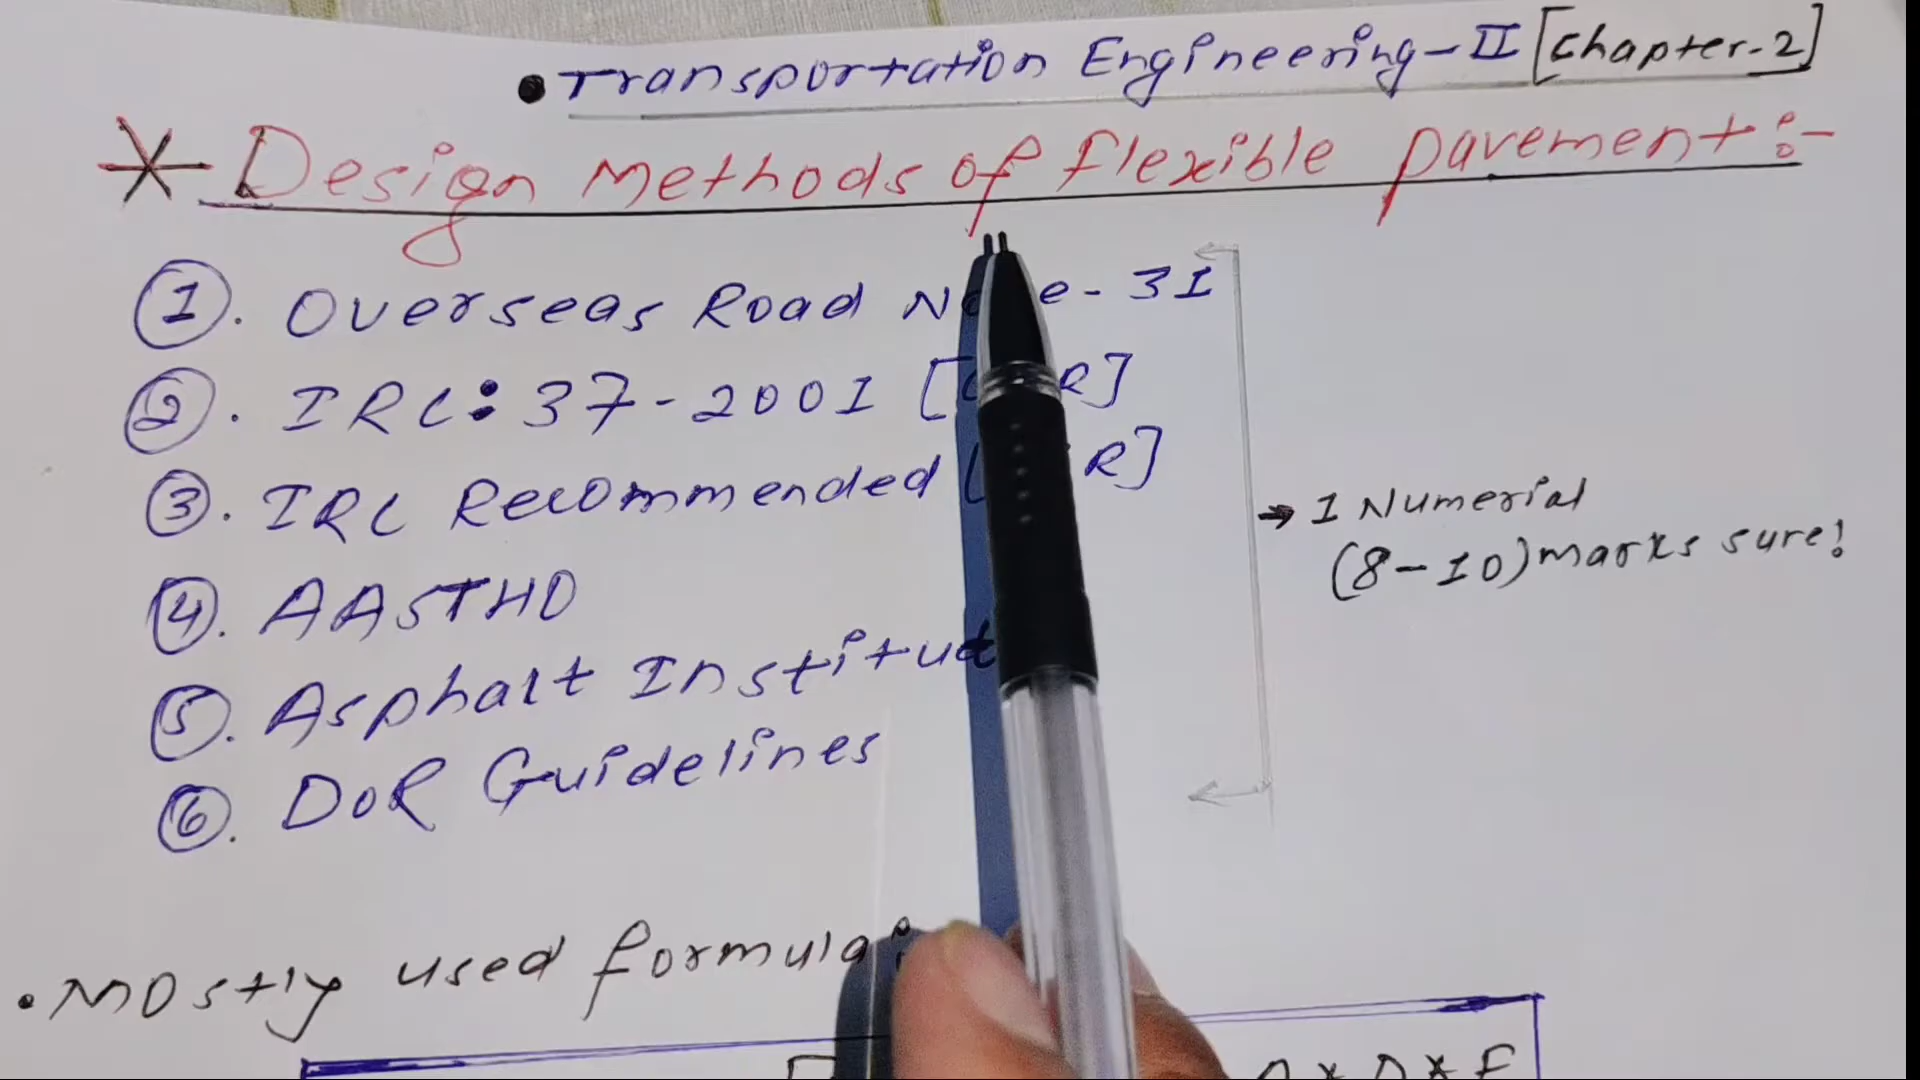 • Transportation Engineering-II [Chapter-2]
* Design Methods of flexible pavement :-
1. Overseas Road - 31
2. IRC: 37-2001
3. IRC Recommended
4. AASTHO
5. Asphalt
6. DoR Guidelines
→ 1 Numerial
(8-10) marks sure!
• Mostly used formula: